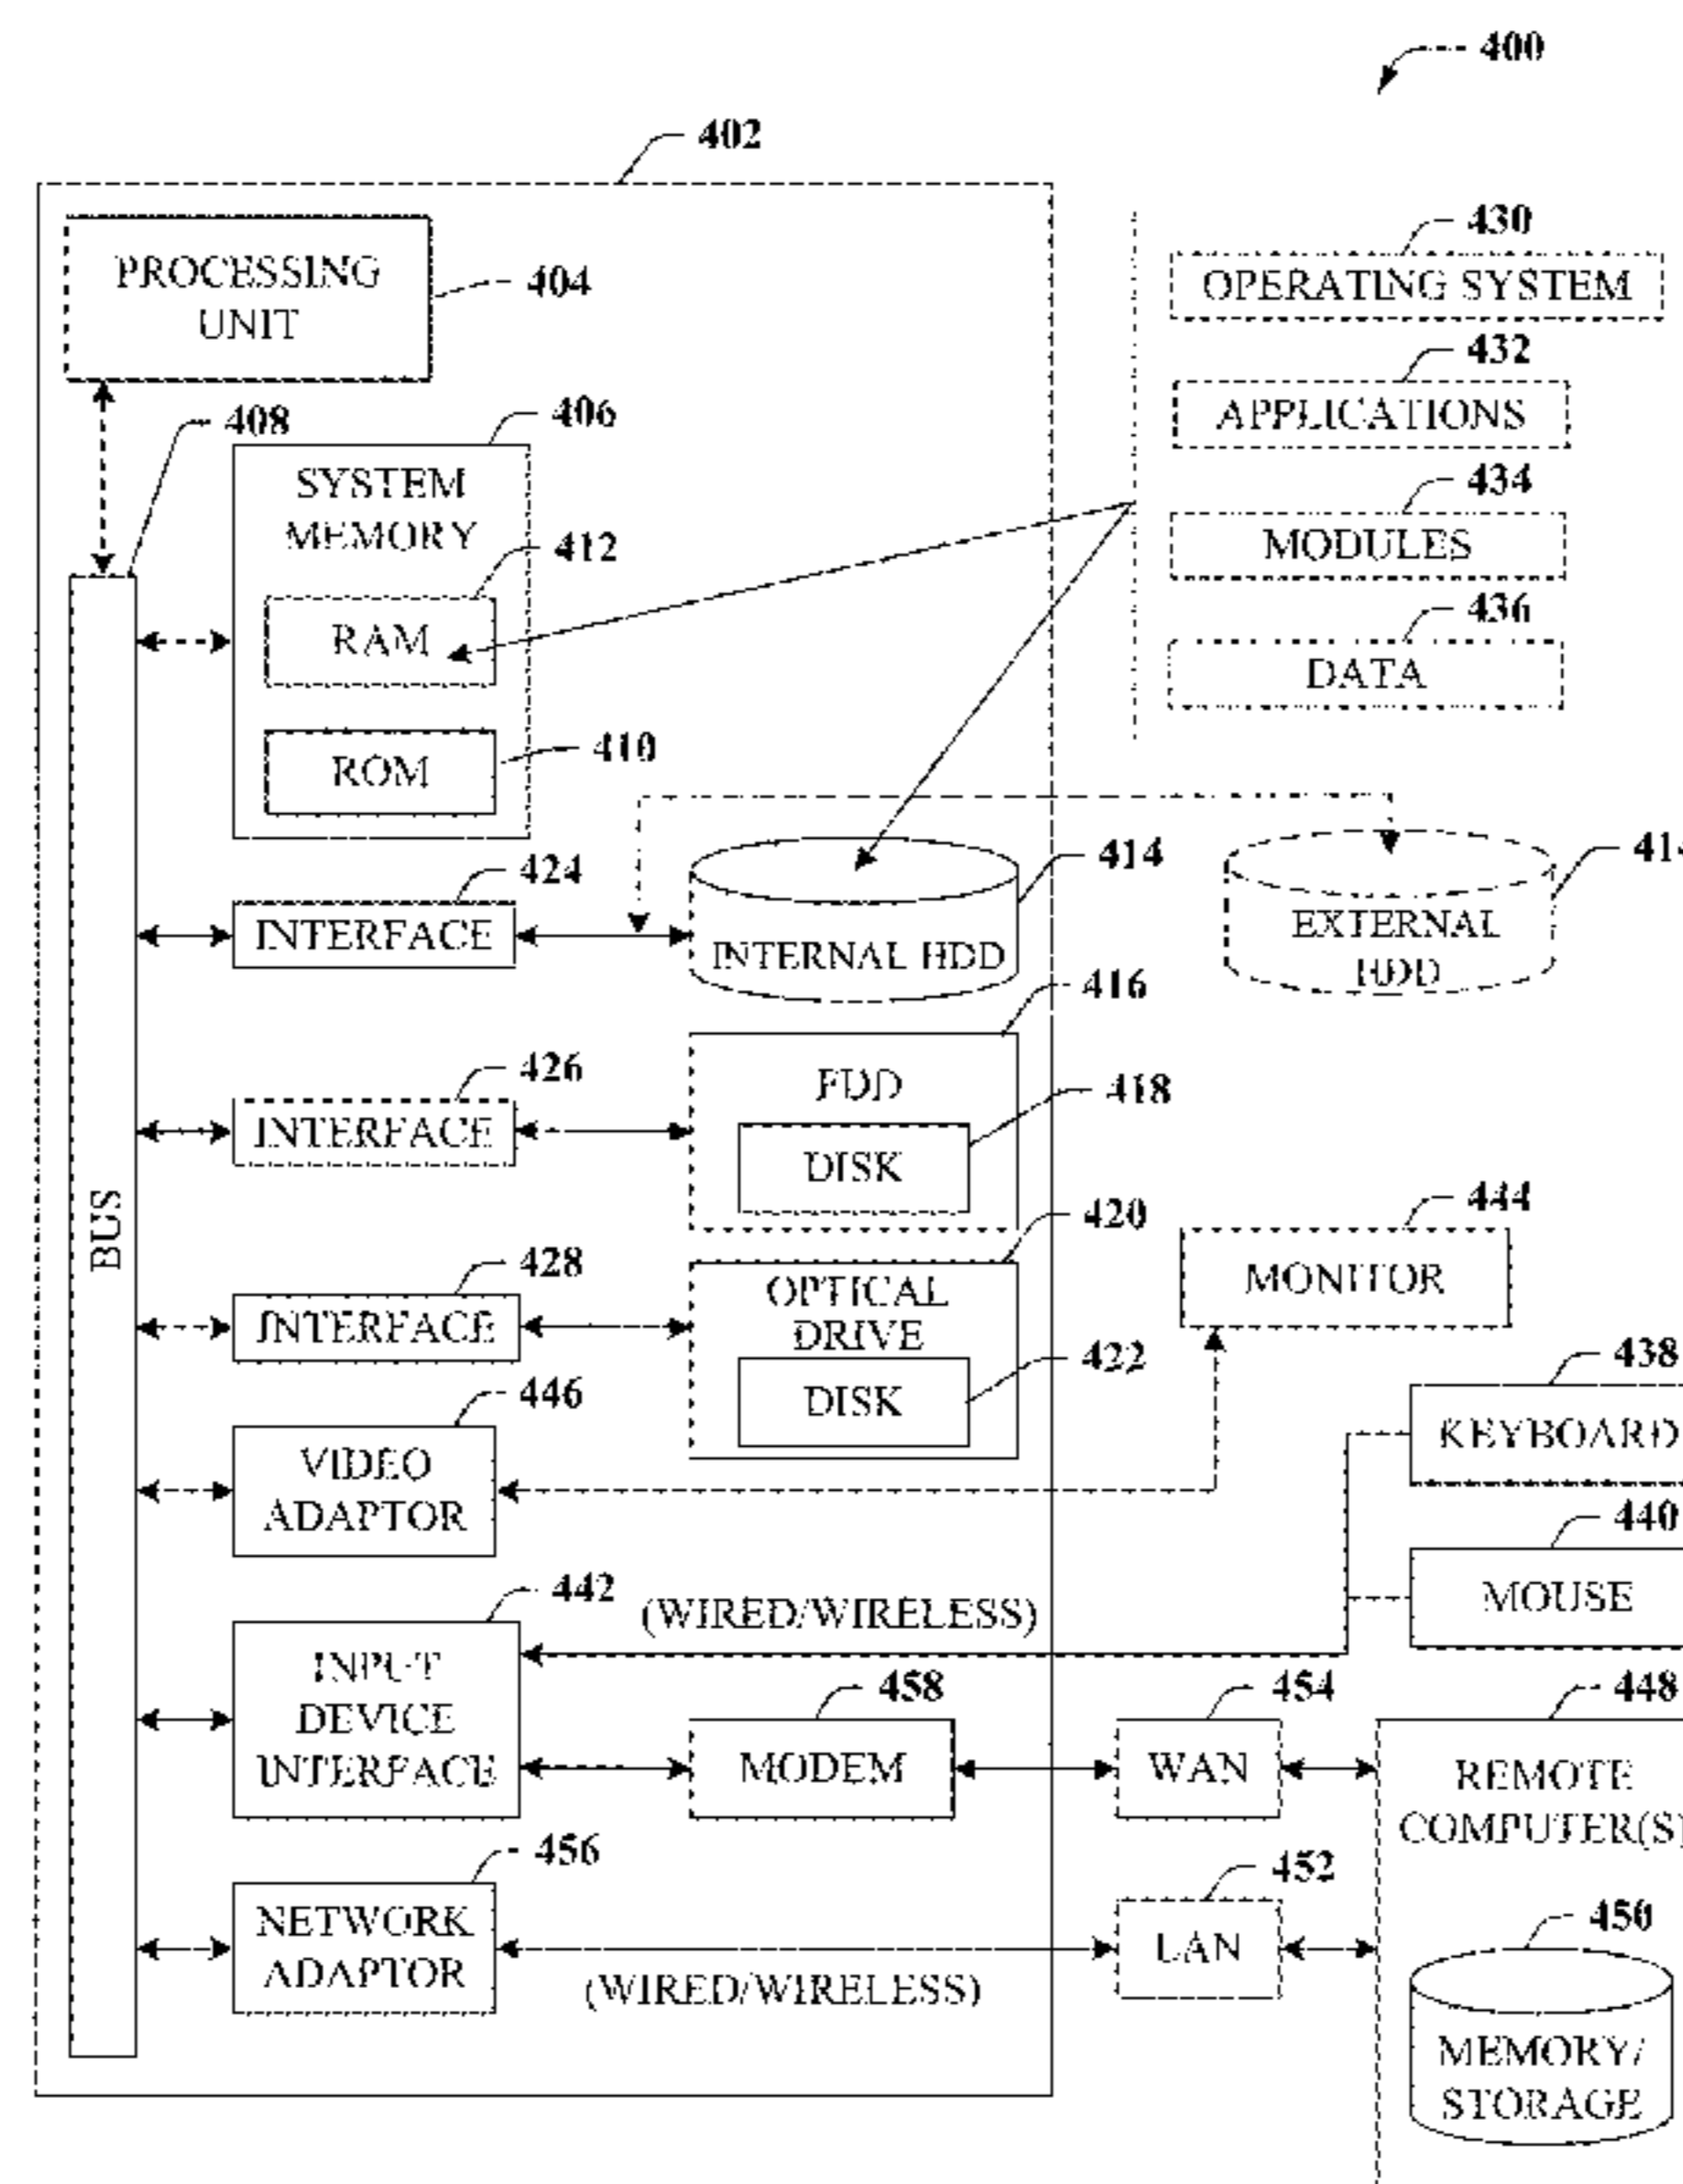 400
402
PROCESSING
UNIT
404
408
406
SYSTEM
MEMORY
412
RAM
410
ROM
430
OPERATING SYSTEM
432
APPLICATIONS
434
MODULES
436
DATA
424
INTERFACE
414
INTERNAL HDD
EXTERNAL
HDD
426
INTERFACE
416
FDD
418
DISK
BUS
428
INTERFACE
420
OPTICAL
DRIVE
422
DISK
444
MONITOR
446
VIDEO
ADAPTOR
438
KEYBOARD
440
MOUSE
442
INPUT
DEVICE
INTERFACE
(WIRED/WIRELESS)
458
MODEM
454
WAN
448
REMOTE
COMPUTER(S)
456
NETWORK
ADAPTOR
(WIRED/WIRELESS)
452
LAN
450
MEMORY/
STORAGE